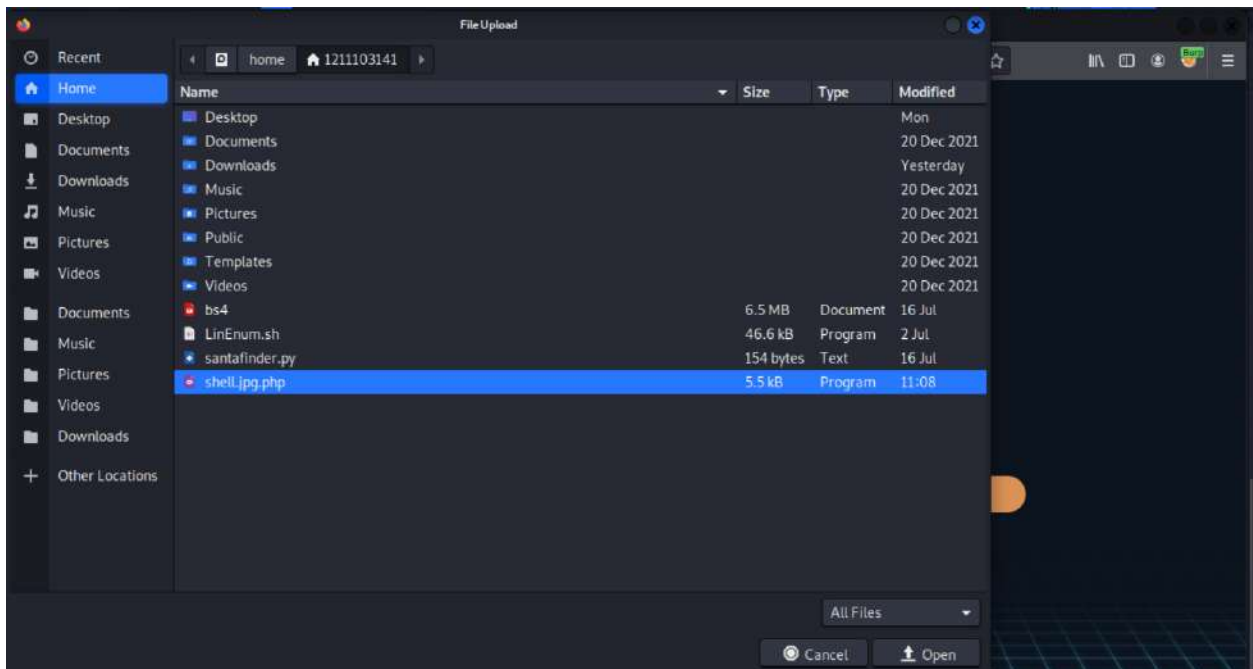 File Upload
Recent
home 1211103141
Home
Name Size Type Modified
Desktop
Desktop Mon
Documents 20 Dec 2021
Documents
Downloads Yesterday
Downloads
Music 20 Dec 2021
Music
Pictures 20 Dec 2021
Pictures
Public 20 Dec 2021
Templates 20 Dec 2021
Videos
Videos 20 Dec 2021
Documents
bs4 6.5 MB Document 16 Jul
Music
LinEnum.sh 46.6 kB Program 2 Jul
santafinder.py 154 bytes Text 16 Jul
Pictures
shell.jpg.php 5.5 kB Program 11:08
Videos
Downloads
Other Locations
All Files
Cancel Open
Burp